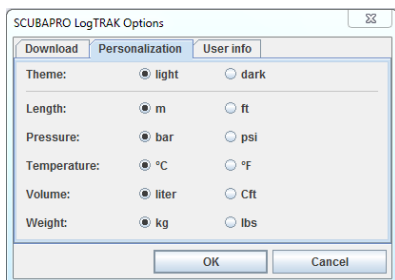 SCUBAPRO LogTRAK Options
Download Personalization User info
Theme: light dark
Length: m ft
Pressure: bar psi
Temperature: °C °F
Volume: liter Cft
Weight: kg lbs
OK Cancel